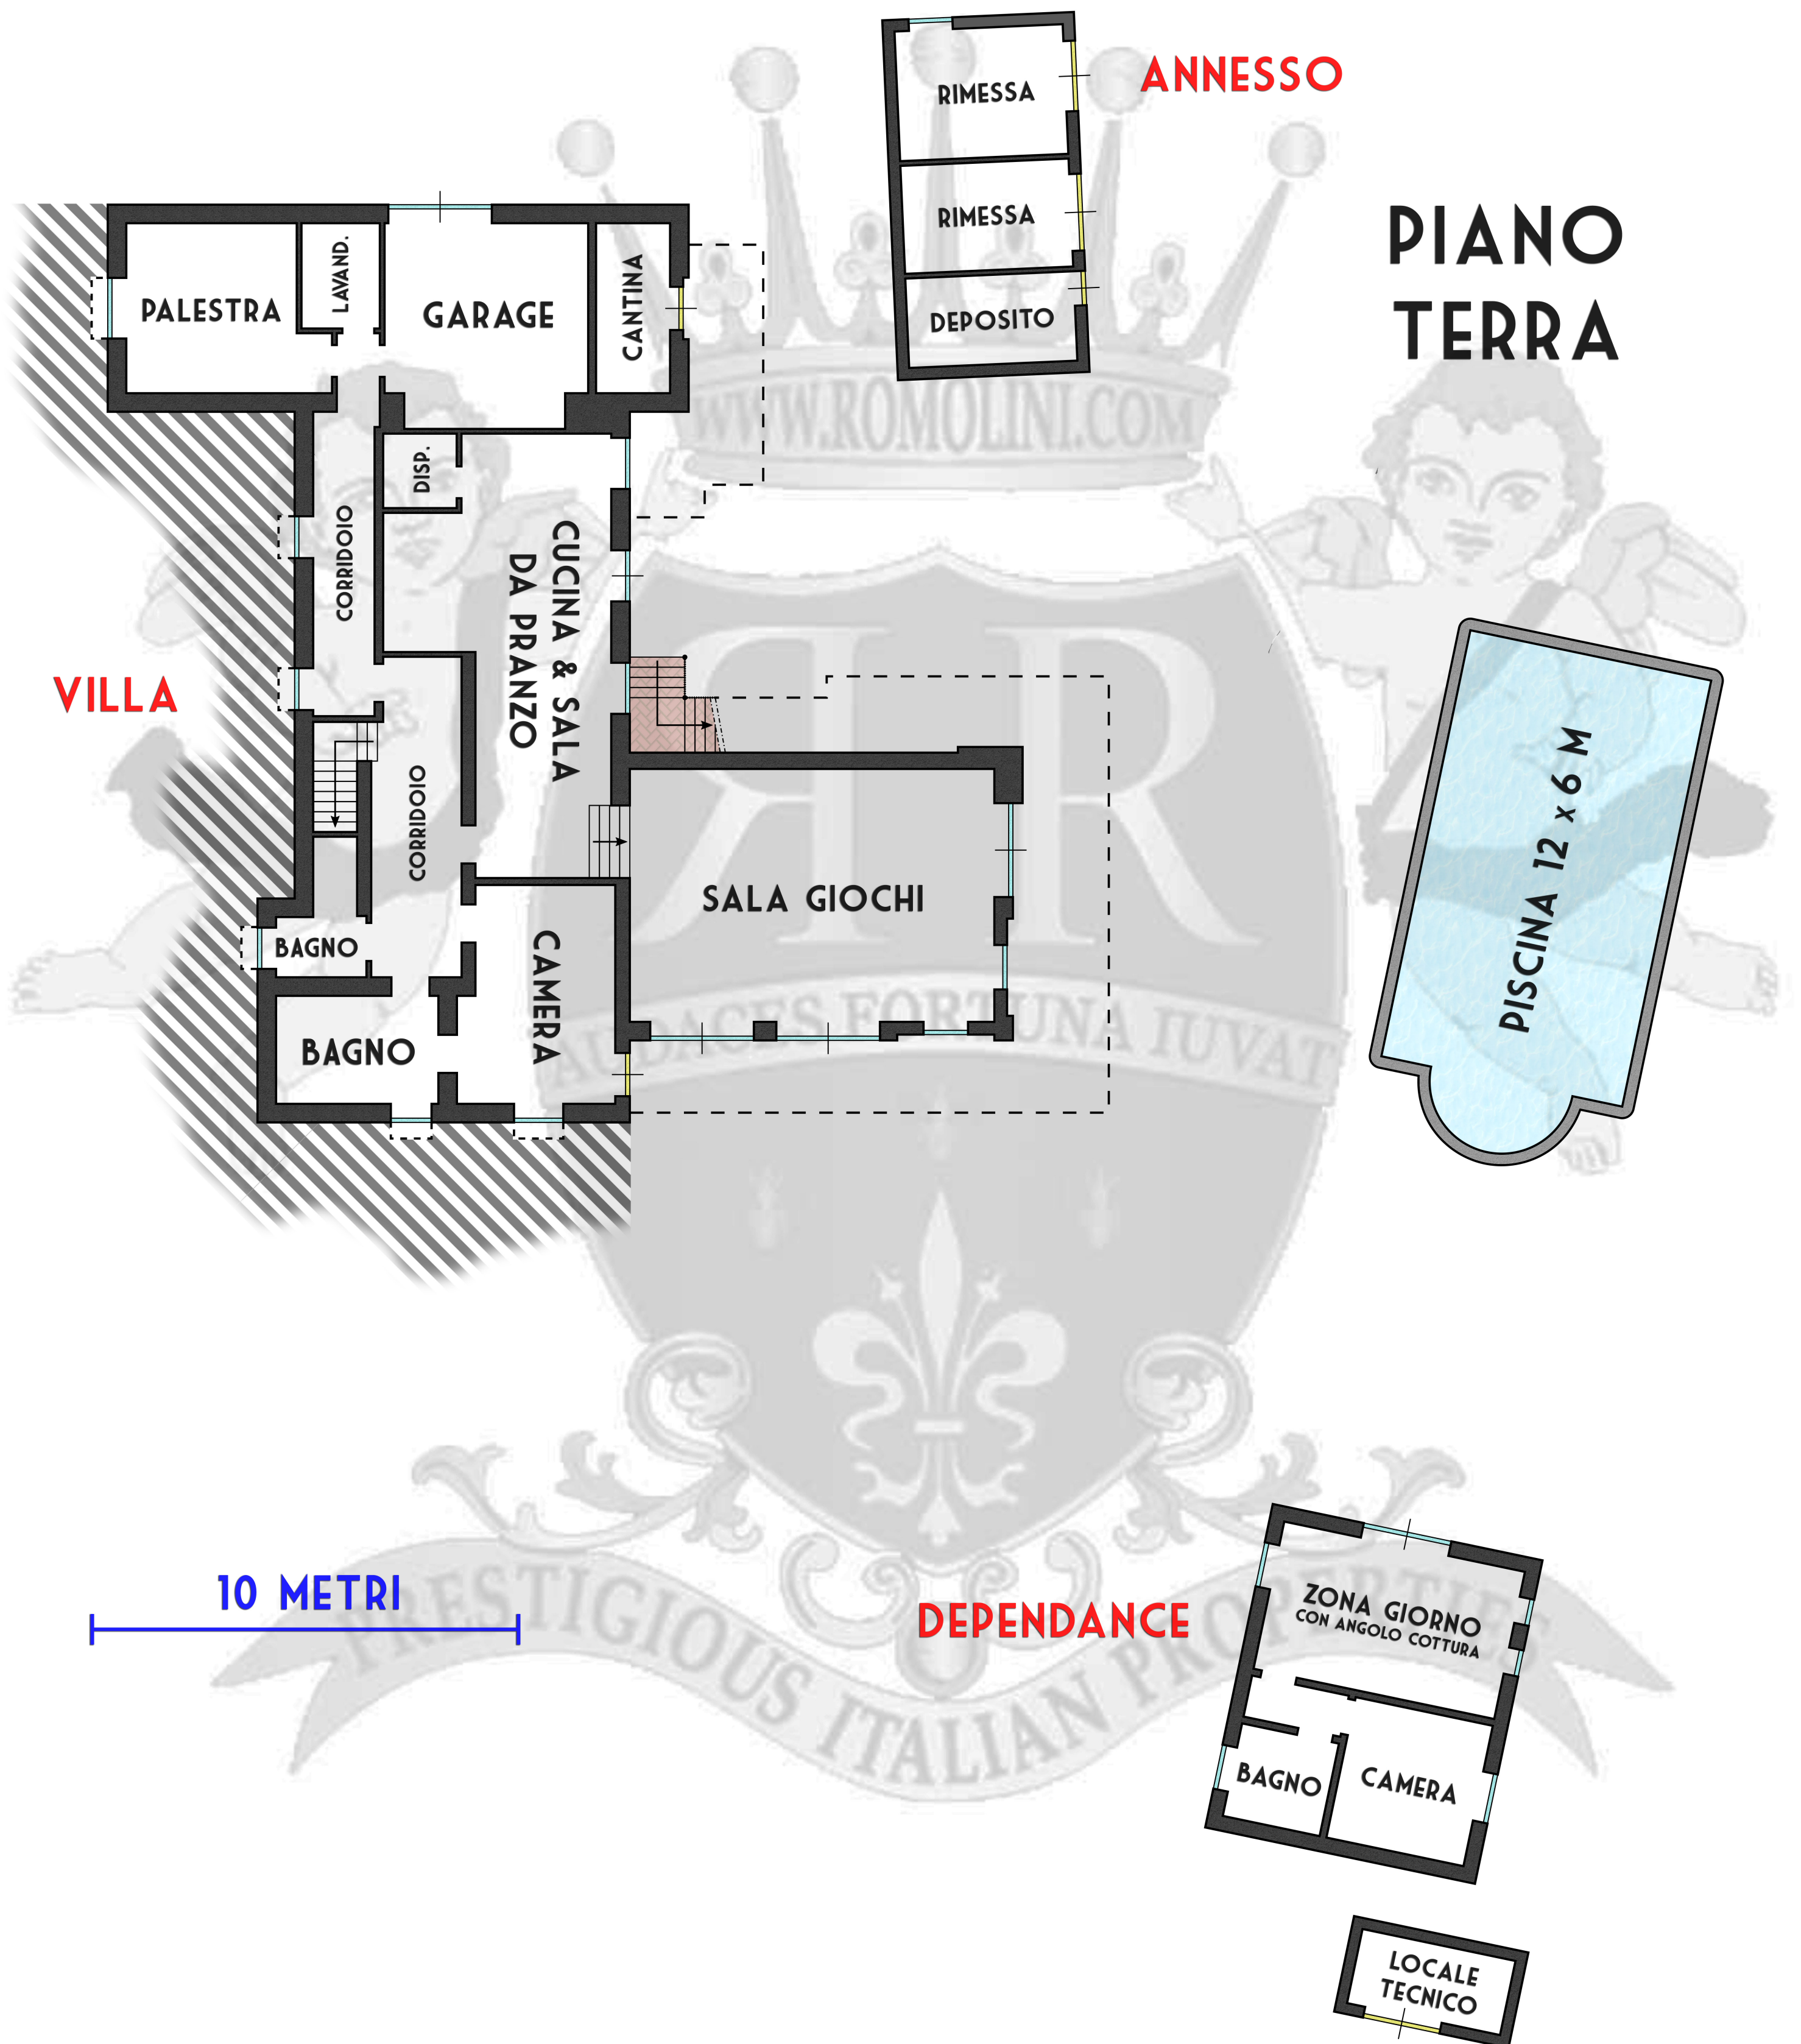 ANNESSO
RIMESSA
RIMESSA
DEPOSITO
PIANO
TERRA
WWW.ROMOLINI.COM
PALESTRA
LAVAND.
GARAGE
CANTINA
DISP.
CORRIDOIO
CUCINA & SALA
DA PRANZO
VILLA
CORRIDOIO
SALA GIOCHI
BAGNO
CAMERA
BAGNO
RR
AUDACES FORTUNA IUVAT
PISCINA 12 x 6 M
10 METRI
PRESTIGIOUS ITALIAN PROPERTIES
DEPENDANCE
ZONA GIORNO
CON ANGOLO COTTURA
BAGNO
CAMERA
LOCALE
TECNICO